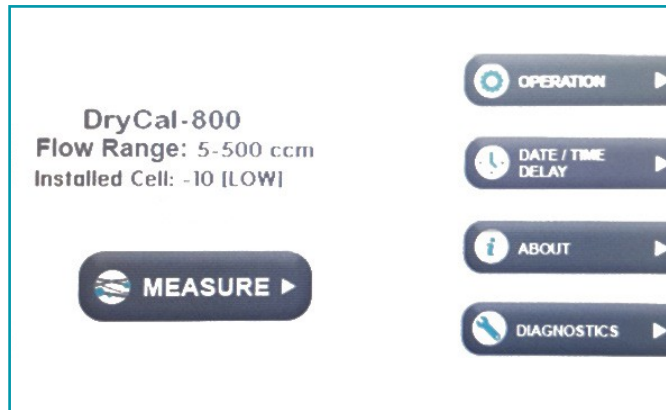 DryCal-800
Flow Range: 5-500 ccm
Installed Cell: -10 [LOW]
MEASURE
OPERATION
DATE / TIME
DELAY
ABOUT
DIAGNOSTICS